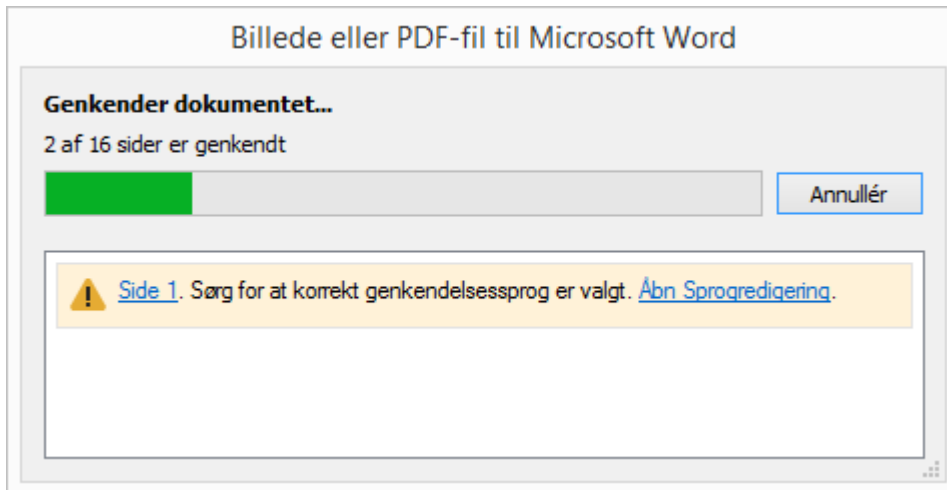 Billede eller PDF-fil til Microsoft Word
Genkender dokumentet...
2 af 16 sider er genkendt
Annullér
Side 1. Sørg for at korrekt genkendelsessprog er valgt. Åbn Sprogredigering.